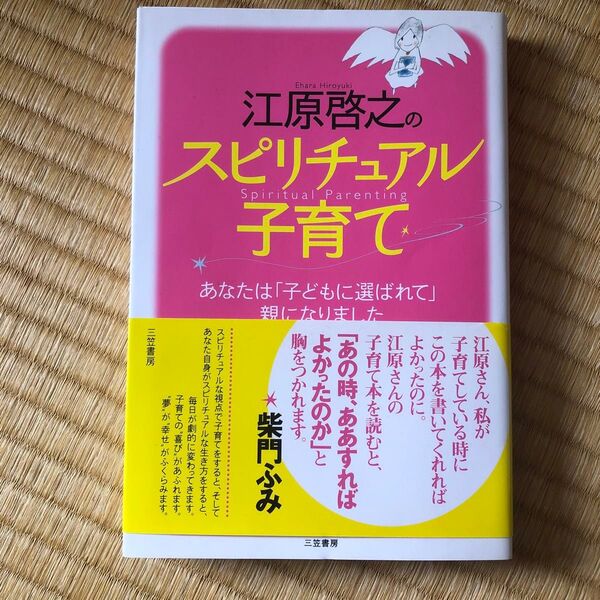 Ehara Hiroyuki
江原啓之の
スピリチュアル
Spiritual Parenting
子育て
あなたは「子どもに選ばれて」
親になりました
江原さん、私が
子育てしている時に
この本を書いてくれれば
よかったのに。
江原さんの
子育て本を読むと、
「あの時、ああすれば
よかったのか」と
胸をつかれます。
柴門ふみ
三笠書房
スピリチュアルな視点で子育てをすると、そして
あなた自身がスピリチュアルな生き方をすると、
毎日が劇的に変わってきます。
子育ての"喜び"があふれます。
"夢"が"幸せ"がふくらみます。
三笠書房